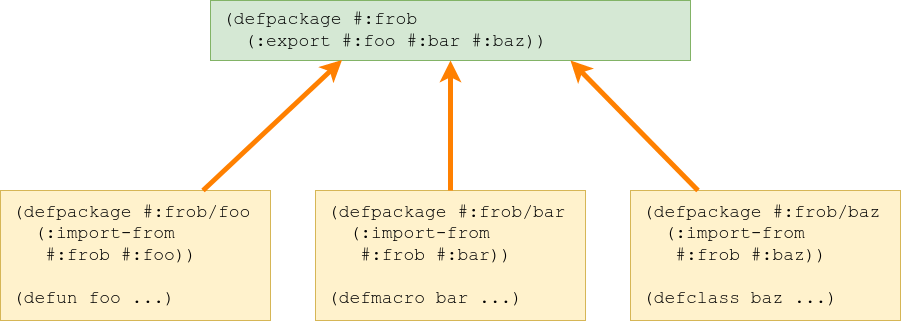 (defpackage #:frob
  (:export #:foo #:bar #:baz))
(defpackage #:frob/foo
  (:import-from
   #:frob #:foo))
(defun foo ...)
(defpackage #:frob/bar
  (:import-from
   #:frob #:bar))
(defmacro bar ...)
(defpackage #:frob/baz
  (:import-from
   #:frob #:baz))
(defclass baz ...)